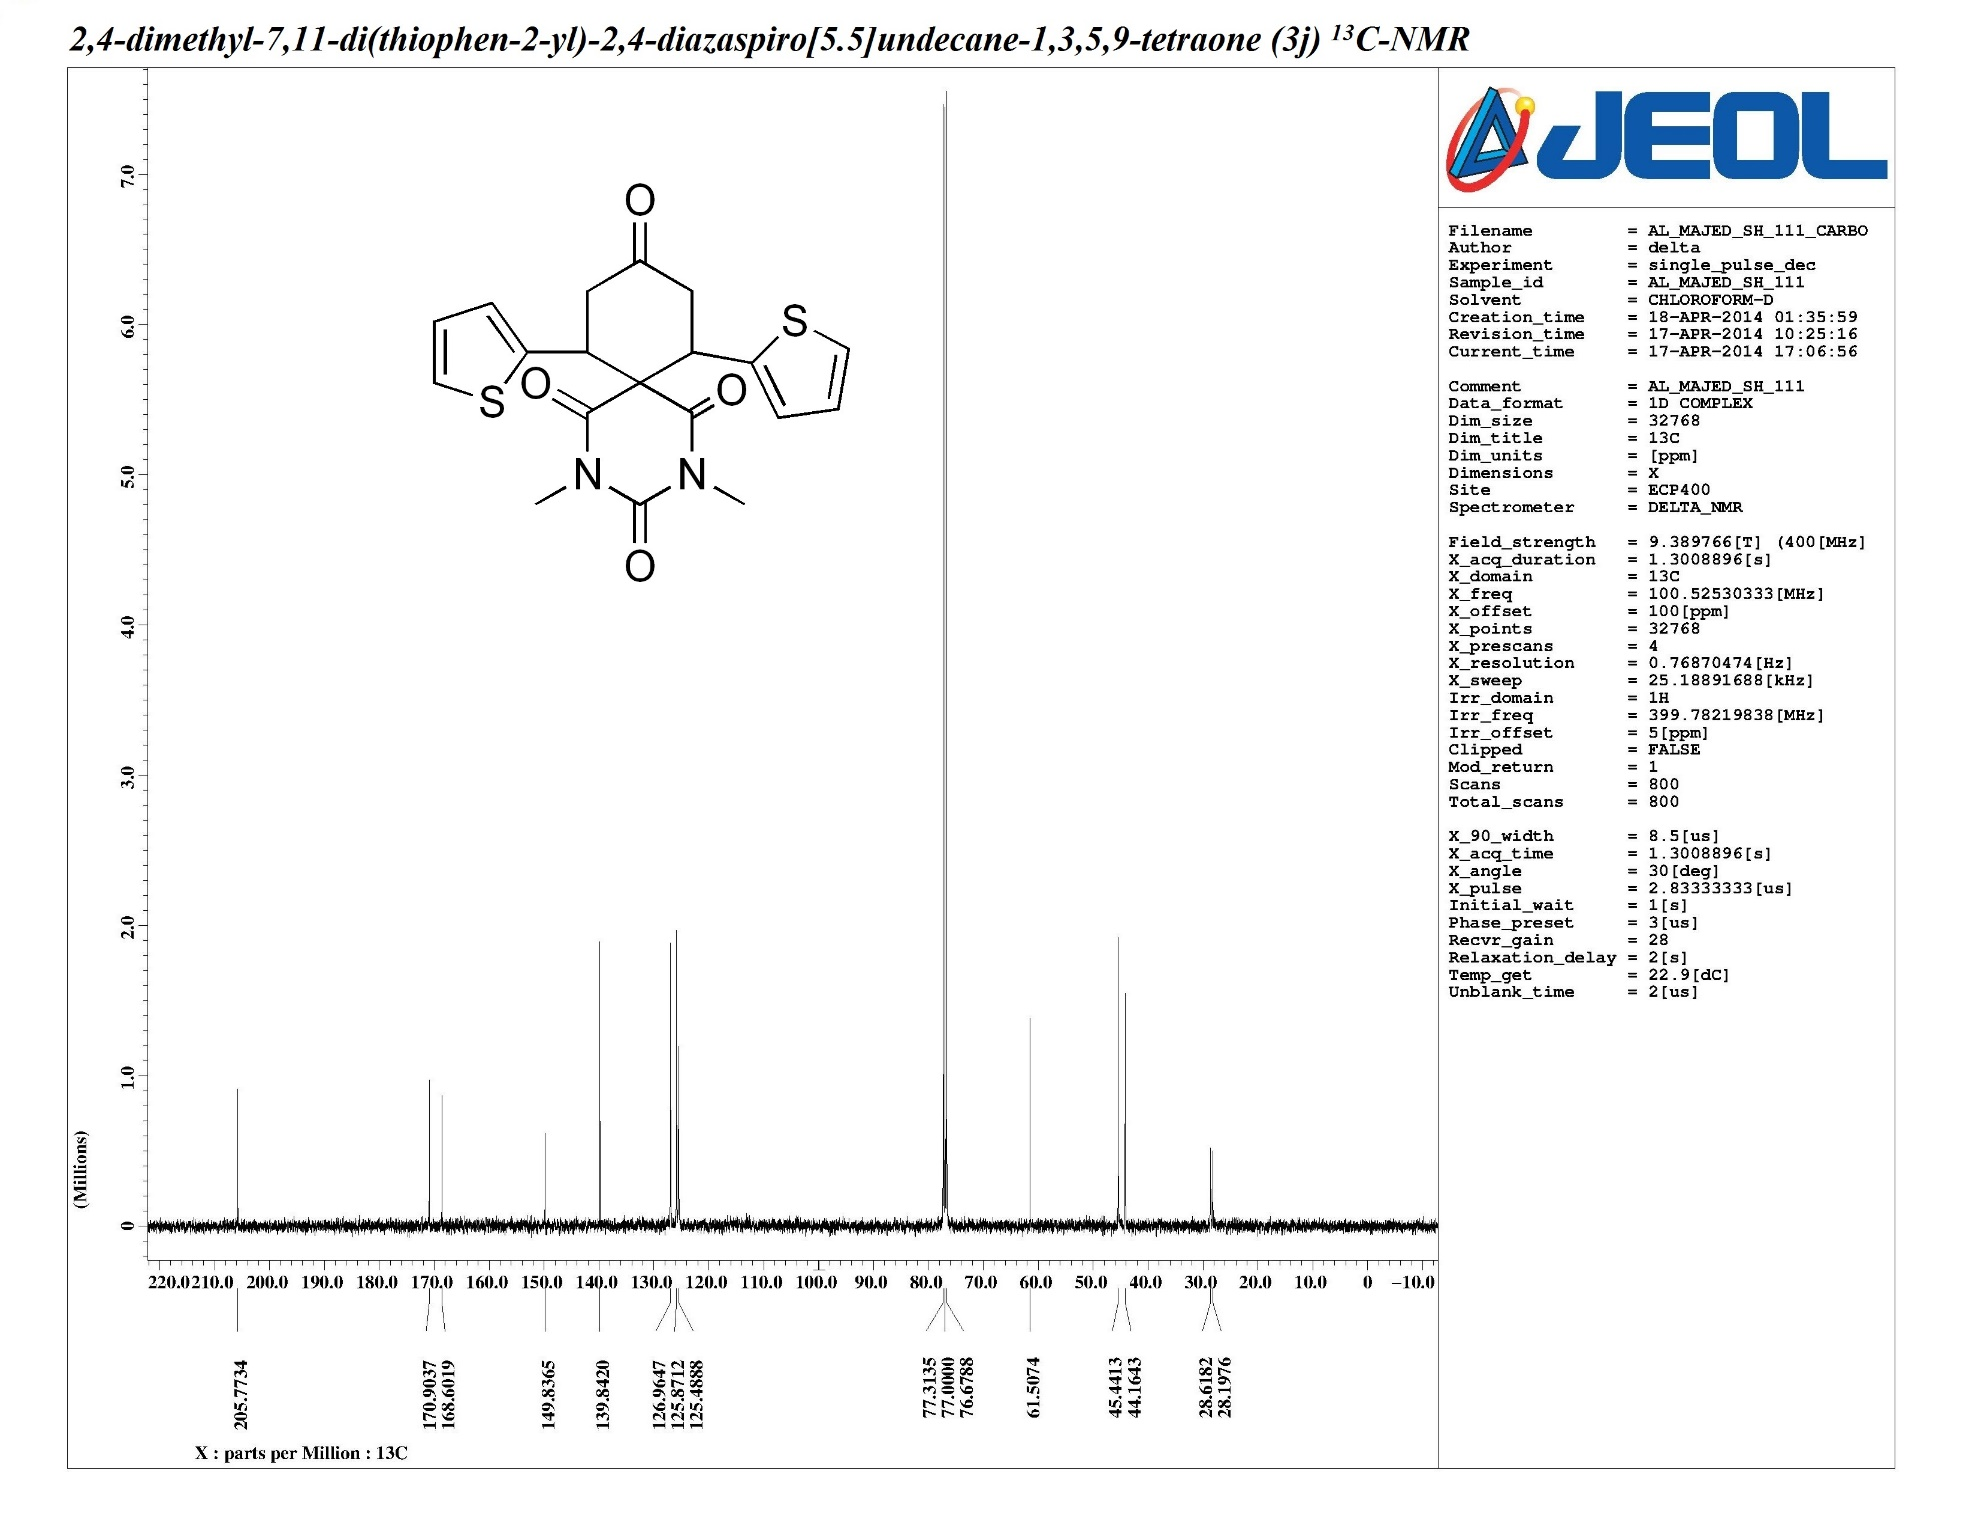 2,4-dimethyl-7,11-di(thiophen-2-yl)-2,4-diazaspiro[5.5]undecane-1,3,5,9-tetraone (3j) ¹³C-NMR
JEOL
Filename = AL_MAJED_SH_111_CARBO
Author = delta
Experiment = single_pulse_dec
Sample_id = AL_MAJED_SH_111
Solvent = CHLOROFORM-D
Creation_time = 18-APR-2014 01:35:59
Revision_time = 17-APR-2014 10:25:16
Current_time = 17-APR-2014 17:06:56
Comment = AL_MAJED_SH_111
Data_format = 1D COMPLEX
Dim_size = 32768
Dim_title = 13C
Dim_units = [ppm]
Dimensions = X
Site = ECP400
Spectrometer = DELTA_NMR
Field_strength = 9.389766[T] (400[MHz]
X_acq_duration = 1.3008896[s]
X_domain = 13C
X_freq = 100.52530333[MHz]
X_offset = 100[ppm]
X_points = 32768
X_prescans = 4
X_resolution = 0.76870474[Hz]
X_sweep = 25.18891688[kHz]
Irr_domain = 1H
Irr_freq = 399.78219838[MHz]
Irr_offset = 5[ppm]
Clipped = FALSE
Mod_return = 1
Scans = 800
Total_scans = 800
X_90_width = 8.5[us]
X_acq_time = 1.3008896[s]
X_angle = 30[deg]
X_pulse = 2.83333333[us]
Initial_wait = 1[s]
Phase_preset = 3[us]
Recvr_gain = 28
Relaxation_delay = 2[s]
Temp_get = 22.9[dC]
Unblank_time = 2[us]
O
S
S
O
O
N
N
O
7.0
6.0
5.0
4.0
3.0
2.0
1.0
0
(Millions)
220.0 210.0 200.0 190.0 180.0 170.0 160.0 150.0 140.0 130.0 120.0 110.0 100.0 90.0 80.0 70.0 60.0 50.0 40.0 30.0 20.0 10.0 0 −10.0
205.7734
170.9037
168.6019
149.8365
139.8420
126.9647
125.8712
125.4888
77.3135
77.0000
76.6788
61.5074
45.4413
44.1643
28.6182
28.1976
X : parts per Million : 13C